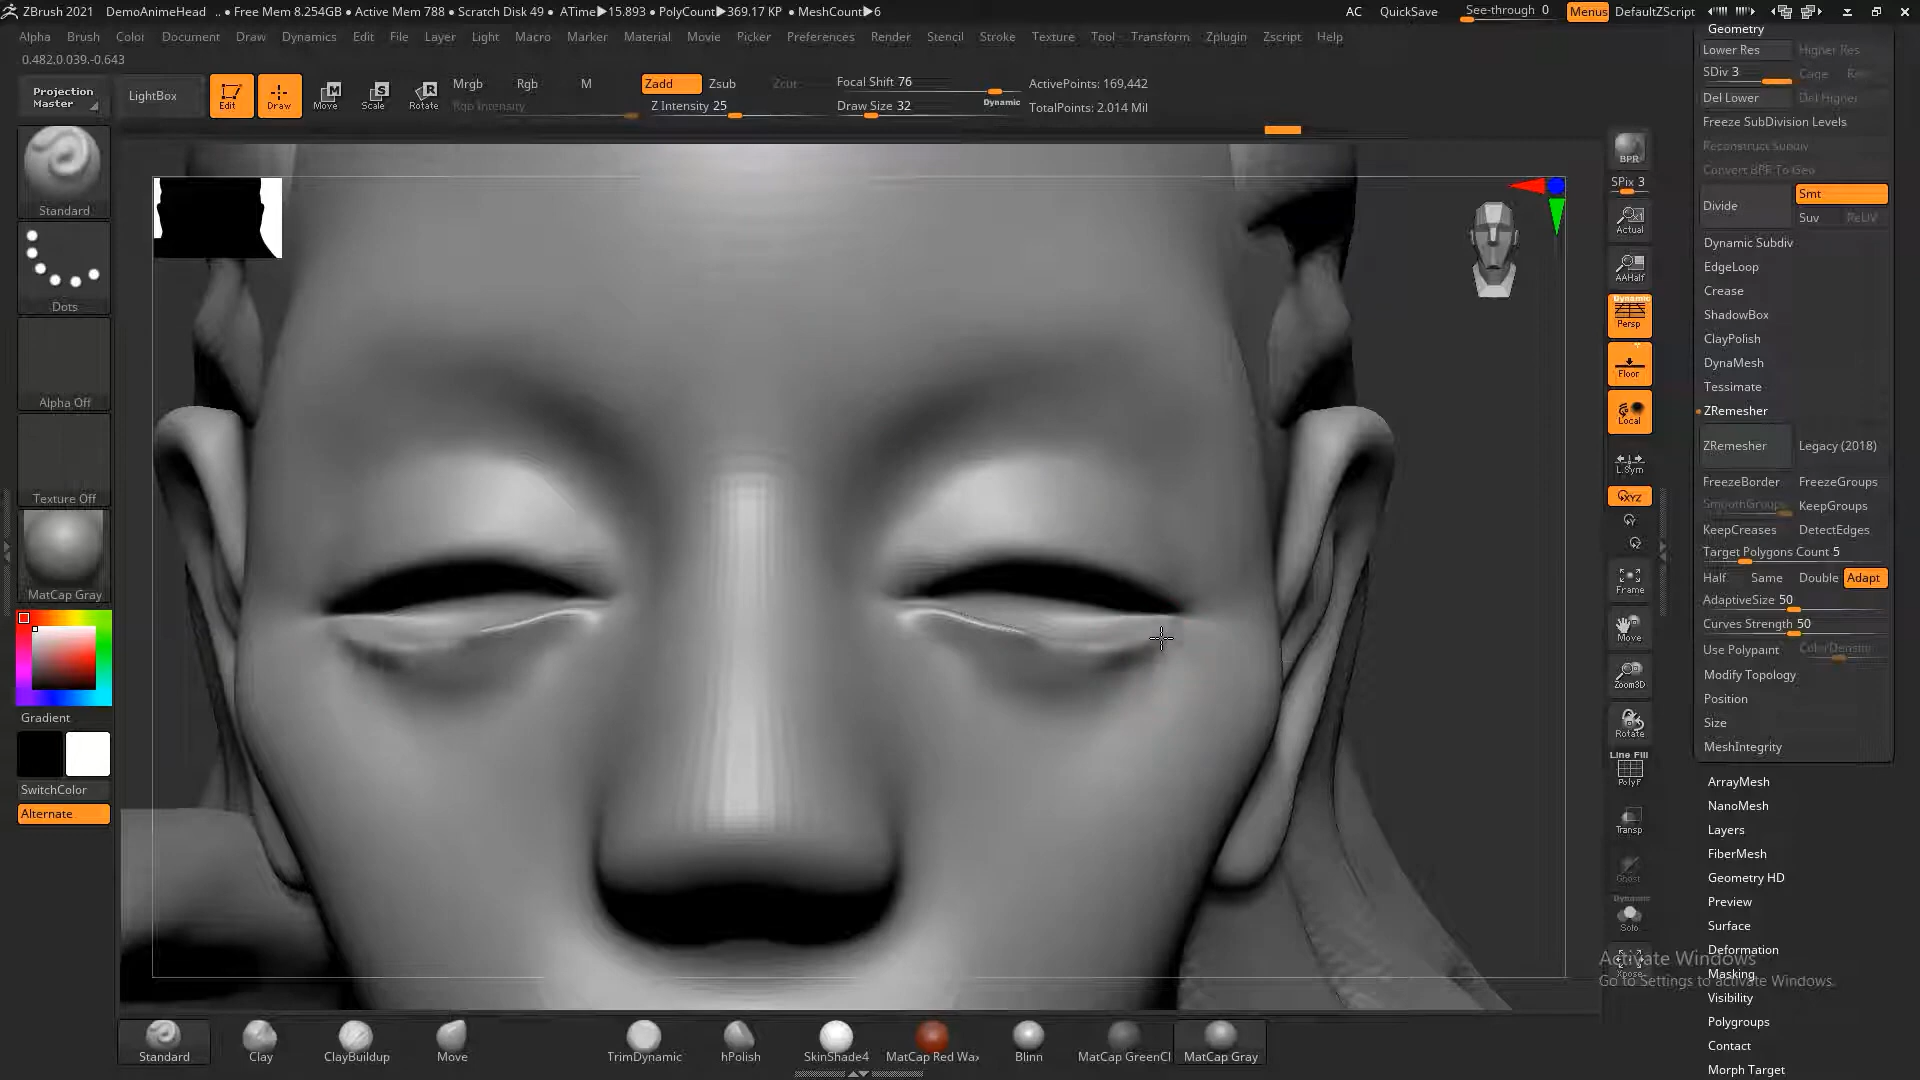 ZBrush 2021 DemoAnimeHead .. • Free Mem 8.254GB • Active Mem 788 • Scratch Disk 49 • ATime▶15.893 • PolyCount▶369.17 KP • MeshCount▶6 AC QuickSave See-through 0 Menus DefaultZScript
Alpha Brush Color Document Draw Dynamics Edit File Layer Light Macro Marker Material Movie Picker Preferences Render Stencil Stroke Texture Tool Transform Zplugin Zscript Help
0.482,0.039,-0.643
Projection Master
LightBox
Edit
Draw
Move
Scale
Rotate
Mrgb Rgb M
Rgb Intensity
Zadd Zsub Zcut
Z Intensity 25
Focal Shift 76
Draw Size 32
Dynamic
ActivePoints: 169,442
TotalPoints: 2.014 Mil
Standard
Dots
Alpha Off
Texture Off
MatCap Gray
Gradient
SwitchColor
Alternate
BPR
SPix 3
Actual
AAHalf
Dynamic
Persp
Floor
Local
L.Sym
XYZ
Frame
Move
Zoom3D
Rotate
Line Fill
PolyF
Transp
Ghost
Dynamic
Solo
Xpose
Geometry
Lower Res Higher Res
SDiv 3 Cage
Del Lower Del Higher
Freeze SubDivision Levels
Reconstruct Subdiv
Convert BPR To Geo
Divide Smt
Suv ReUV
Dynamic Subdiv
EdgeLoop
Crease
ShadowBox
ClayPolish
DynaMesh
Tessimate
ZRemesher
ZRemesher Legacy (2018)
FreezeBorder FreezeGroups
SmoothGroups KeepGroups
KeepCreases DetectEdges
Target Polygons Count 5
Half Same Double Adapt
AdaptiveSize 50
Curves Strength 50
Use Polypaint ColorDensity
Modify Topology
Position
Size
MeshIntegrity
ArrayMesh
NanoMesh
Layers
FiberMesh
Geometry HD
Preview
Surface
Deformation
Masking
Visibility
Polygroups
Contact
Morph Target
Activate Windows
Go to Settings to activate Windows.
Standard Clay ClayBuildup Move TrimDynamic hPolish SkinShade4 MatCap Red Wax Blinn MatCap GreenCl MatCap Gray